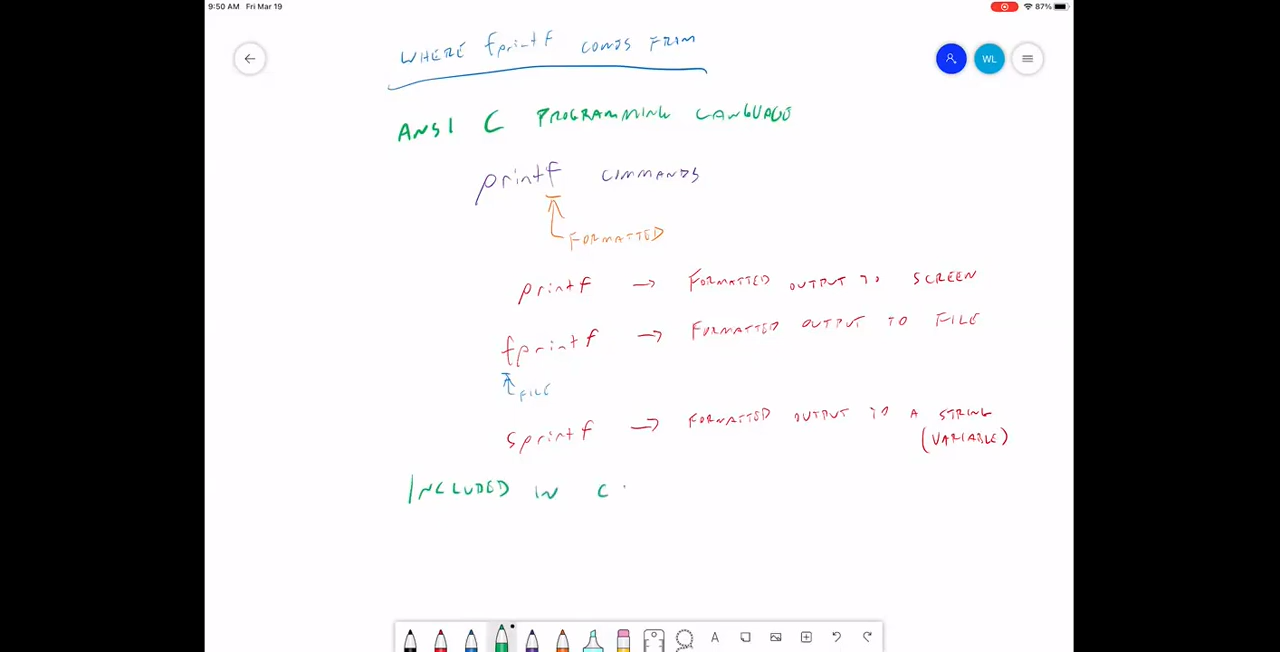 9:50 AM Fri Mar 19
87%
WHERE fprintf COMES FROM
WL
ANSI C PROGRAMMING LANGUAGE
printf COMMANDS
FORMATTED
printf → FORMATTED OUTPUT TO SCREEN
fprintf → FORMATTED OUTPUT TO FILE
FILE
sprintf → FORMATTED OUTPUT TO A STRING
(VARIABLE)
INCLUDED IN C
A